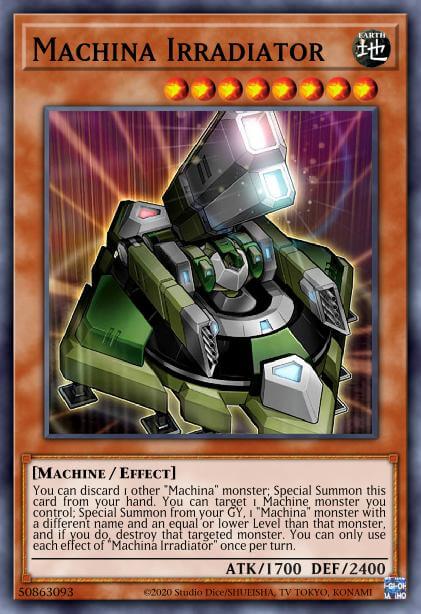 MACHINA IRRADIATOR
EARTH
地
[MACHINE / EFFECT]
You can discard 1 other "Machina" monster; Special Summon this
card from your hand. You can target 1 Machine monster you
control; Special Summon from your GY, 1 "Machina" monster with
a different name and an equal or lower Level than that monster,
and if you do, destroy that targeted monster. You can only use
each effect of "Machina Irradiator" once per turn.
ATK/1700 DEF/2400
50863093
©2020 Studio Dice/SHUEISHA, TV TOKYO, KONAMI